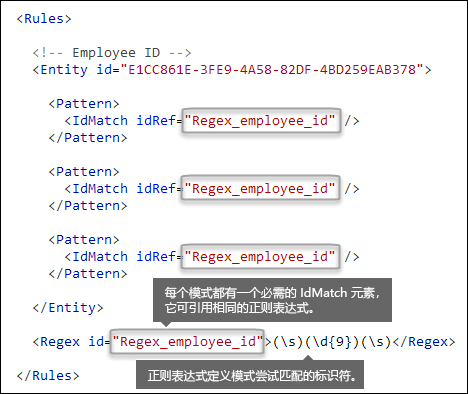 <Rules>
<!-- Employee ID -->
<Entity id="E1CC861E-3FE9-4A58-82DF-4BD259EAB378">
<Pattern>
<IdMatch idRef="Regex_employee_id" />
</Pattern>
<Pattern>
<IdMatch idRef="Regex_employee_id" />
</Pattern>
<Pattern>
<IdMatch idRef="Regex_employee_id" />
</Pattern>
每个模式都有一个必需的 IdMatch 元素，
它可引用相同的正则表达式。
</Entity>
<Regex id="Regex_employee_id">(\s)(\d{9})(\s)</Regex>
正则表达式定义模式尝试匹配的标识符。
</Rules>